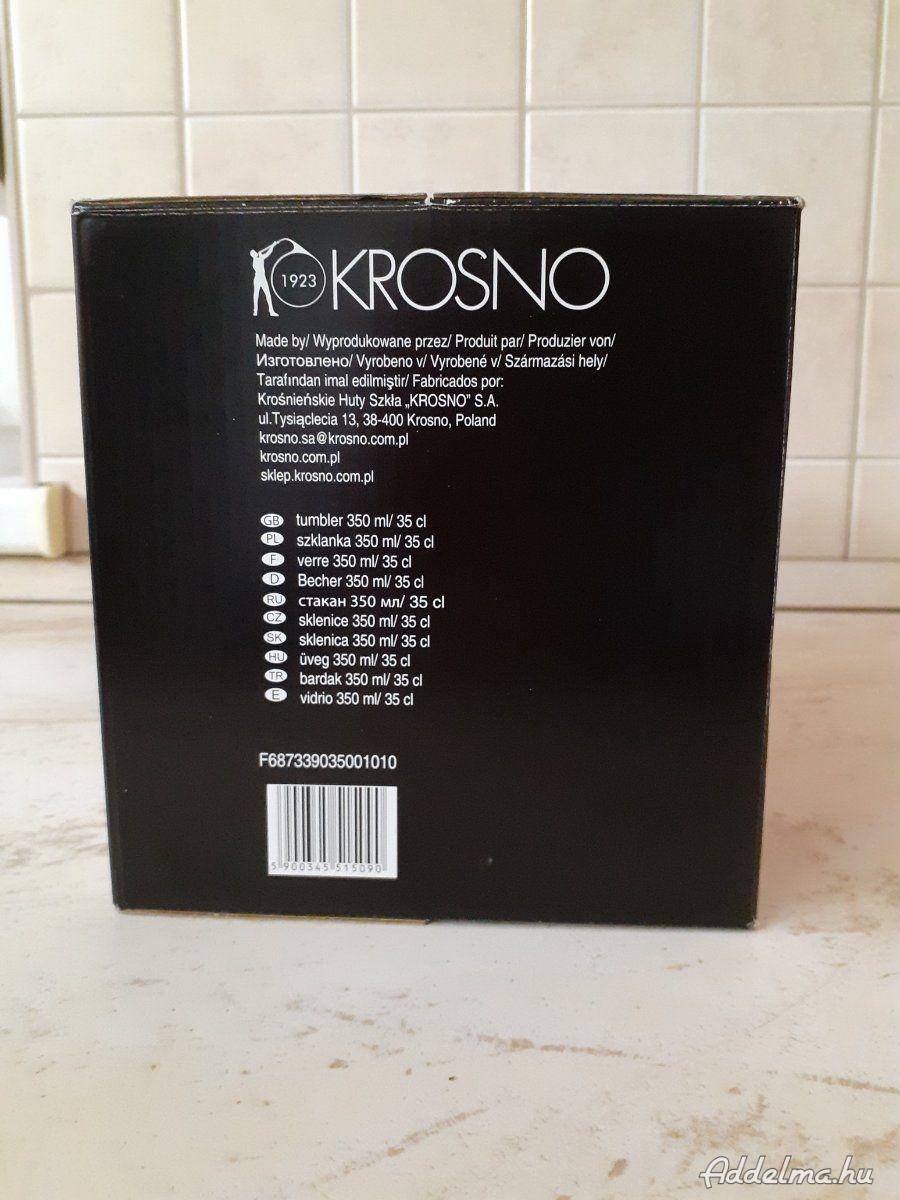 1923 KROSNO
Made by/ Wyprodukowane przez/ Produit par/ Produzier von/
Изготовлено/ Vyrobeno v/ Vyrobené v/ Származási hely/
Tarafından imal edilmiştir/ Fabricados por:
Krośnieńskie Huty Szkła „KROSNO” S.A.
ul.Tysiąclecia 13, 38-400 Krosno, Poland
krosno.sa@krosno.com.pl
krosno.com.pl
sklep.krosno.com.pl
GB tumbler 350 ml/ 35 cl
PL szklanka 350 ml/ 35 cl
F verre 350 ml/ 35 cl
D Becher 350 ml/ 35 cl
RU стакан 350 мл/ 35 cl
CZ sklenice 350 ml/ 35 cl
SK sklenica 350 ml/ 35 cl
HU üveg 350 ml/ 35 cl
TR bardak 350 ml/ 35 cl
E vidrio 350 ml/ 35 cl
F687339035001010
5 900345 515090
Addelma.hu